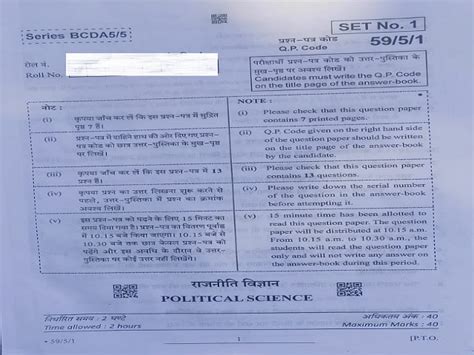 SET No. 1
Series BCDA5/5
प्रश्न-पत्र कोड
Q.P. Code
59/5/1
रोल नं.
Roll No.
परीक्षार्थी प्रश्न-पत्र कोड को उत्तर-पुस्तिका के
मुख-पृष्ठ पर अवश्य लिखें।
Candidates must write the Q.P. Code
on the title page of the answer-book.
नोट :
(i) कृपया जाँच कर लें कि इस प्रश्न-पत्र में मुद्रित
पृष्ठ 7 हैं।
(ii) प्रश्न-पत्र में दाहिने हाथ की ओर दिए गए प्रश्न-
पत्र कोड को छात्र उत्तर-पुस्तिका के मुख-पृष्ठ
पर लिखें।
(iii) कृपया जाँच कर लें कि इस प्रश्न-पत्र में 13
प्रश्न हैं।
(iv) कृपया प्रश्न का उत्तर लिखना शुरू करने से
पहले, उत्तर-पुस्तिका में प्रश्न का क्रमांक
अवश्य लिखें।
(v) इस प्रश्न-पत्र को पढ़ने के लिए 15 मिनट का
समय दिया गया है। प्रश्न-पत्र का वितरण पूर्वाह्न
में 10.15 बजे किया जाएगा। 10.15 बजे से
10.30 बजे तक छात्र केवल प्रश्न-पत्र को
पढ़ेंगे और इस अवधि के दौरान वे उत्तर-
पुस्तिका पर कोई उत्तर नहीं लिखेंगे।
NOTE :
(i) Please check that this question paper
contains 7 printed pages.
(ii) Q.P. Code given on the right hand side
of the question paper should be written
on the title page of the answer-book
by the candidate.
(iii) Please check that this question paper
contains 13 questions.
(iv) Please write down the serial number
of the question in the answer-book
before attempting it.
(v) 15 minute time has been allotted to
read this question paper. The question
paper will be distributed at 10.15 a.m.
From 10.15 a.m. to 10.30 a.m., the
students will read the question paper
only and will not write any answer on
the answer-book during this period.
राजनीति विज्ञान
POLITICAL SCIENCE
निर्धारित समय : 2 घण्टे
Time allowed : 2 hours
अधिकतम अंक : 40
Maximum Marks : 40
59/5/1
1
[P.T.O.